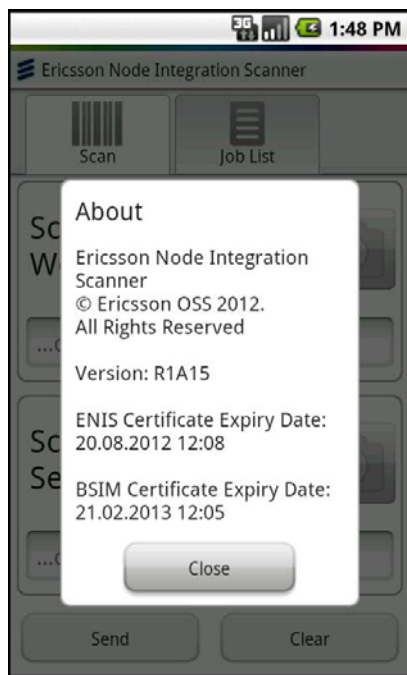 3G
1:48 PM
Ericsson Node Integration Scanner
Scan
Job List
About
Ericsson Node Integration
Scanner
© Ericsson OSS 2012.
All Rights Reserved
Version: R1A15
ENIS Certificate Expiry Date:
20.08.2012 12:08
BSIM Certificate Expiry Date:
21.02.2013 12:05
Close
Send
Clear